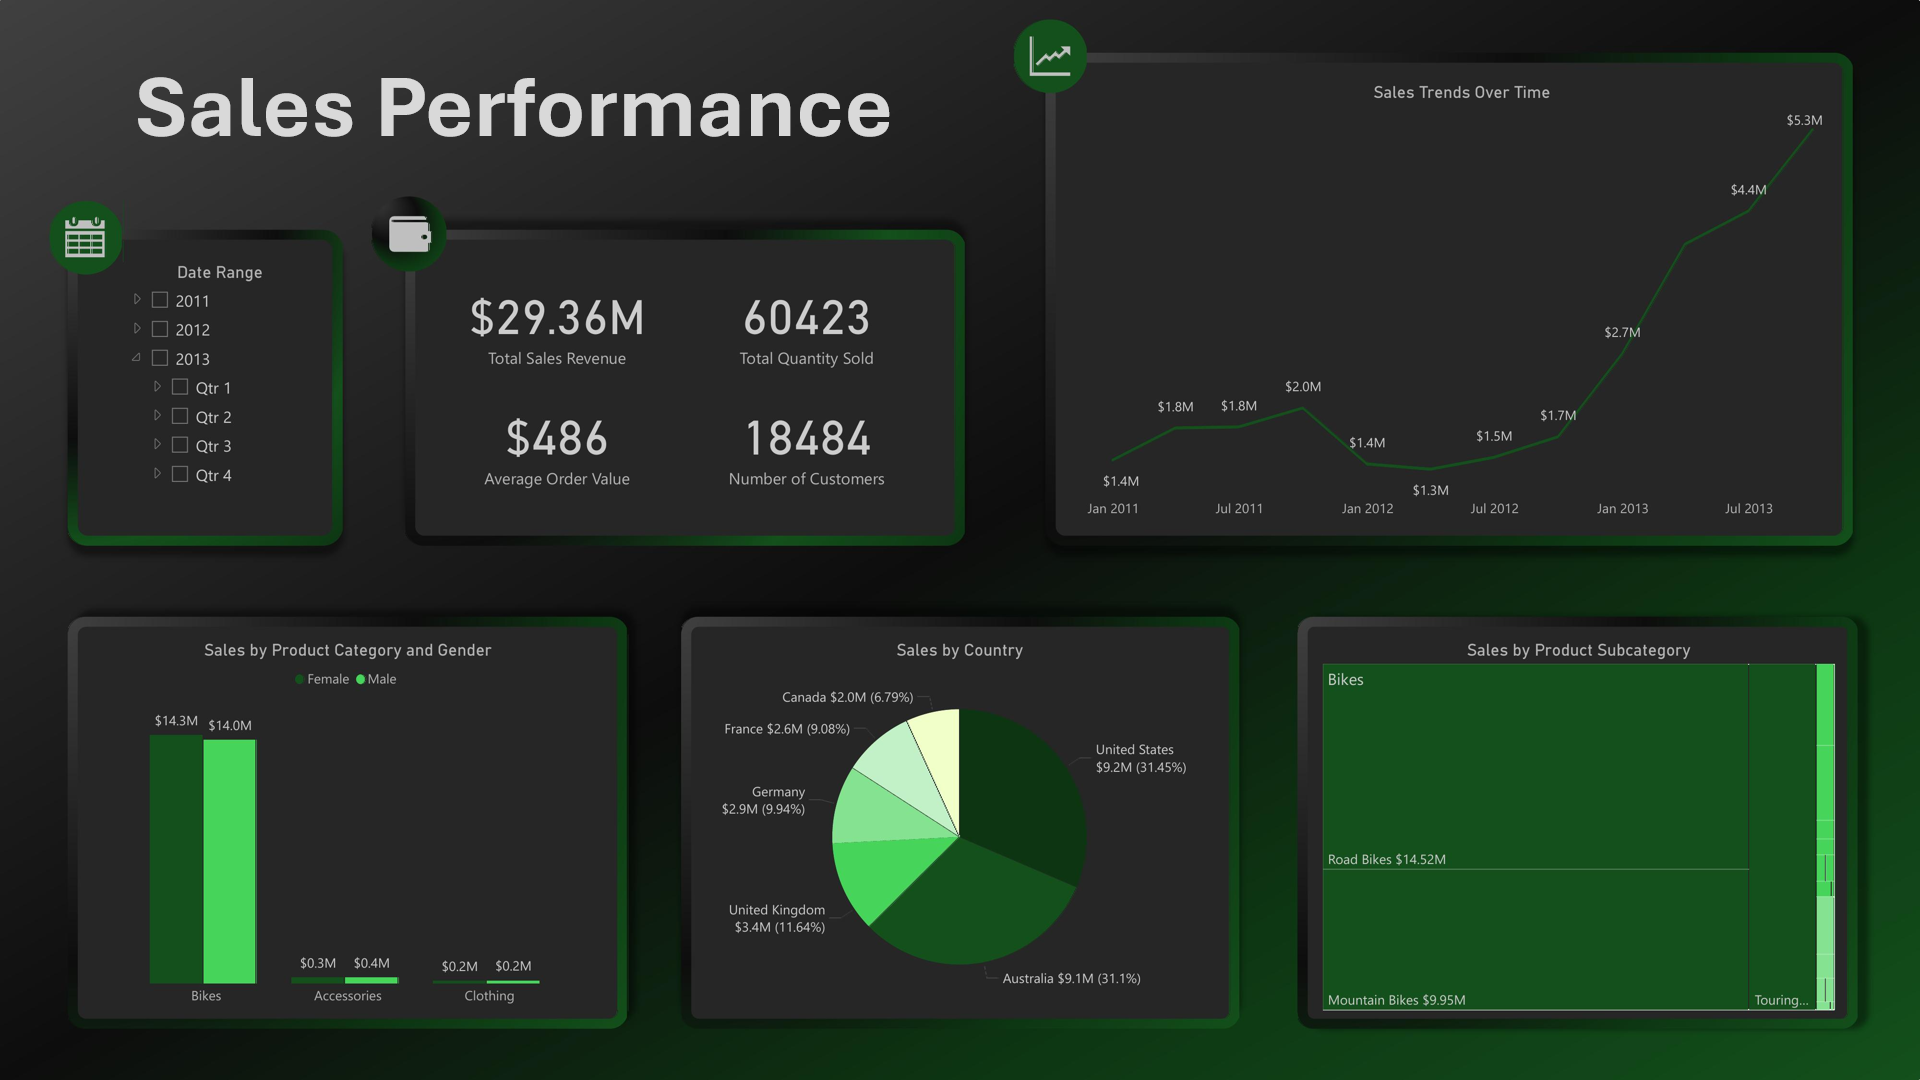 Sales Performance
Date Range
2011
2012
2013
Qtr 1
Qtr 2
Qtr 3
Qtr 4
$29.36M
Total Sales Revenue
60423
Total Quantity Sold
$486
Average Order Value
18484
Number of Customers
Sales Trends Over Time
$1.4M
$1.8M
$1.8M
$2.0M
$1.4M
$1.3M
$1.5M
$1.7M
$2.7M
$4.4M
$5.3M
Jan 2011
Jul 2011
Jan 2012
Jul 2012
Jan 2013
Jul 2013
Sales by Product Category and Gender
Female Male
$14.3M
$14.0M
$0.3M
$0.4M
$0.2M
$0.2M
Bikes
Accessories
Clothing
Sales by Country
Canada $2.0M (6.79%)
France $2.6M (9.08%)
Germany
$2.9M (9.94%)
United Kingdom
$3.4M (11.64%)
United States
$9.2M (31.45%)
Australia $9.1M (31.1%)
Sales by Product Subcategory
Bikes
Road Bikes $14.52M
Mountain Bikes $9.95M
Touring...